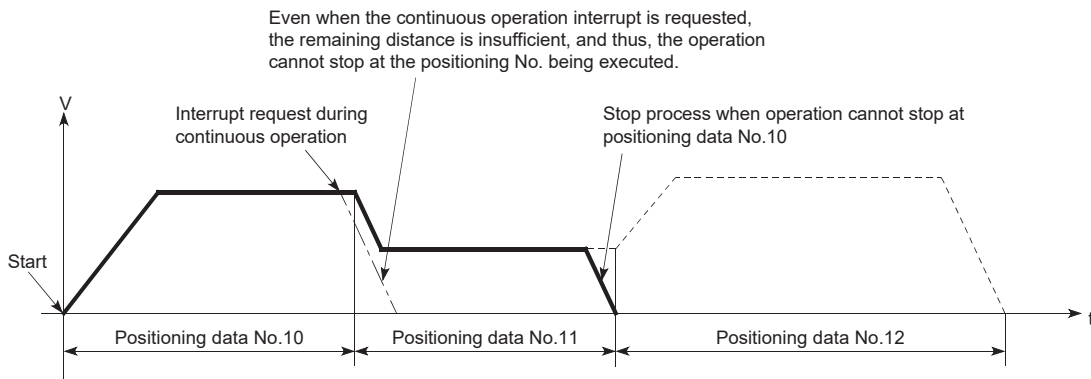 Even when the continuous operation interrupt is requested,
the remaining distance is insufficient, and thus, the operation
cannot stop at the positioning No. being executed.
V
Interrupt request during
continuous operation
Stop process when operation cannot stop at
positioning data No.10
Start
t
Positioning data No.10
Positioning data No.11
Positioning data No.12